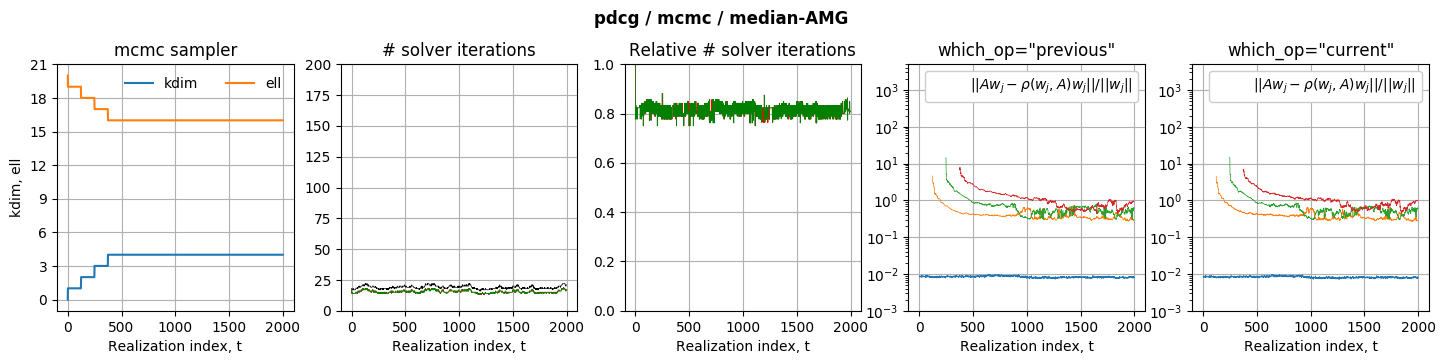 pdcg / mcmc / median-AMG
mcmc sampler
kdim, ell
21
18
15
12
9
6
3
0
kdim
ell
0 500 1000 1500 2000
Realization index, t
# solver iterations
200
175
150
125
100
75
50
25
0
0 500 1000 1500 2000
Realization index, t
Relative # solver iterations
1.0
0.8
0.6
0.4
0.2
0.0
0 500 1000 1500 2000
Realization index, t
which_op="previous"
||Aw_j − ρ(w_j, A)w_j||/||w_j||
10^3
10^2
10^1
10^0
10^−1
10^−2
10^−3
0 500 1000 1500 2000
Realization index, t
which_op="current"
||Aw_j − ρ(w_j, A)w_j||/||w_j||
10^3
10^2
10^1
10^0
10^−1
10^−2
10^−3
0 500 1000 1500 2000
Realization index, t